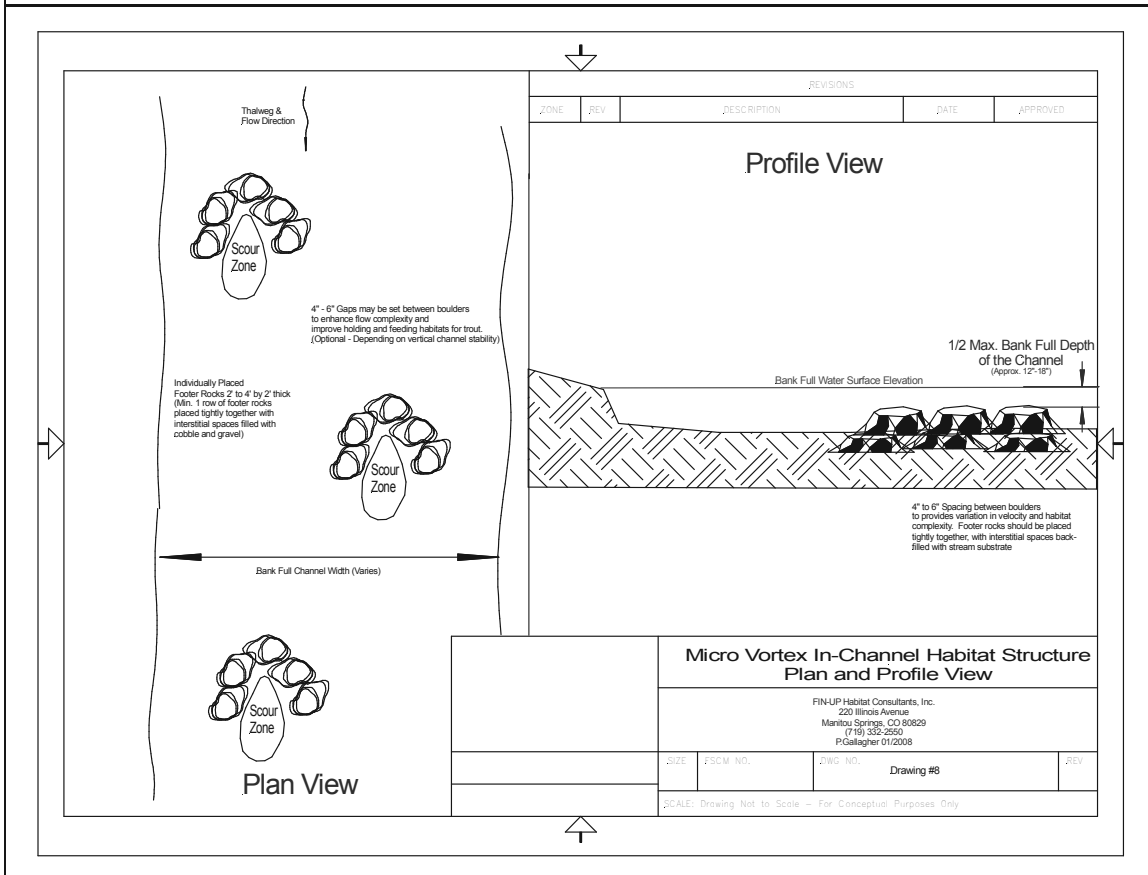 Thalweg &
Flow Direction
Scour
Zone
4" - 6" Gaps may be set between boulders
to enhance flow complexity and
improve holding and feeding habitats for trout.
(Optional - Depending on vertical channel stability)
Individually Placed
Footer Rocks 2' to 4' by 2' thick
(Min. 1 row of footer rocks
placed tightly together with
interstitial spaces filled with
cobble and gravel)
Scour
Zone
Bank Full Channel Width (Varies)
Scour
Zone
Plan View
REVISIONS
ZONE REV DESCRIPTION DATE APPROVED
Profile View
1/2 Max. Bank Full Depth
of the Channel
(Approx. 12"-18")
Bank Full Water Surface Elevation
4" to 6" Spacing between boulders
to provides variation in velocity and habitat
complexity. Footer rocks should be placed
tightly together, with interstitial spaces back-
filled with stream substrate
Micro Vortex In-Channel Habitat Structure
Plan and Profile View
FIN-UP Habitat Consultants, Inc.
220 Illinois Avenue
Manitou Springs, CO 80829
(719) 332-2550
P.Gallagher 01/2008
SIZE FSCM NO. DWG NO. REV
Drawing #8
SCALE: Drawing Not to Scale - For Conceptual Purposes Only